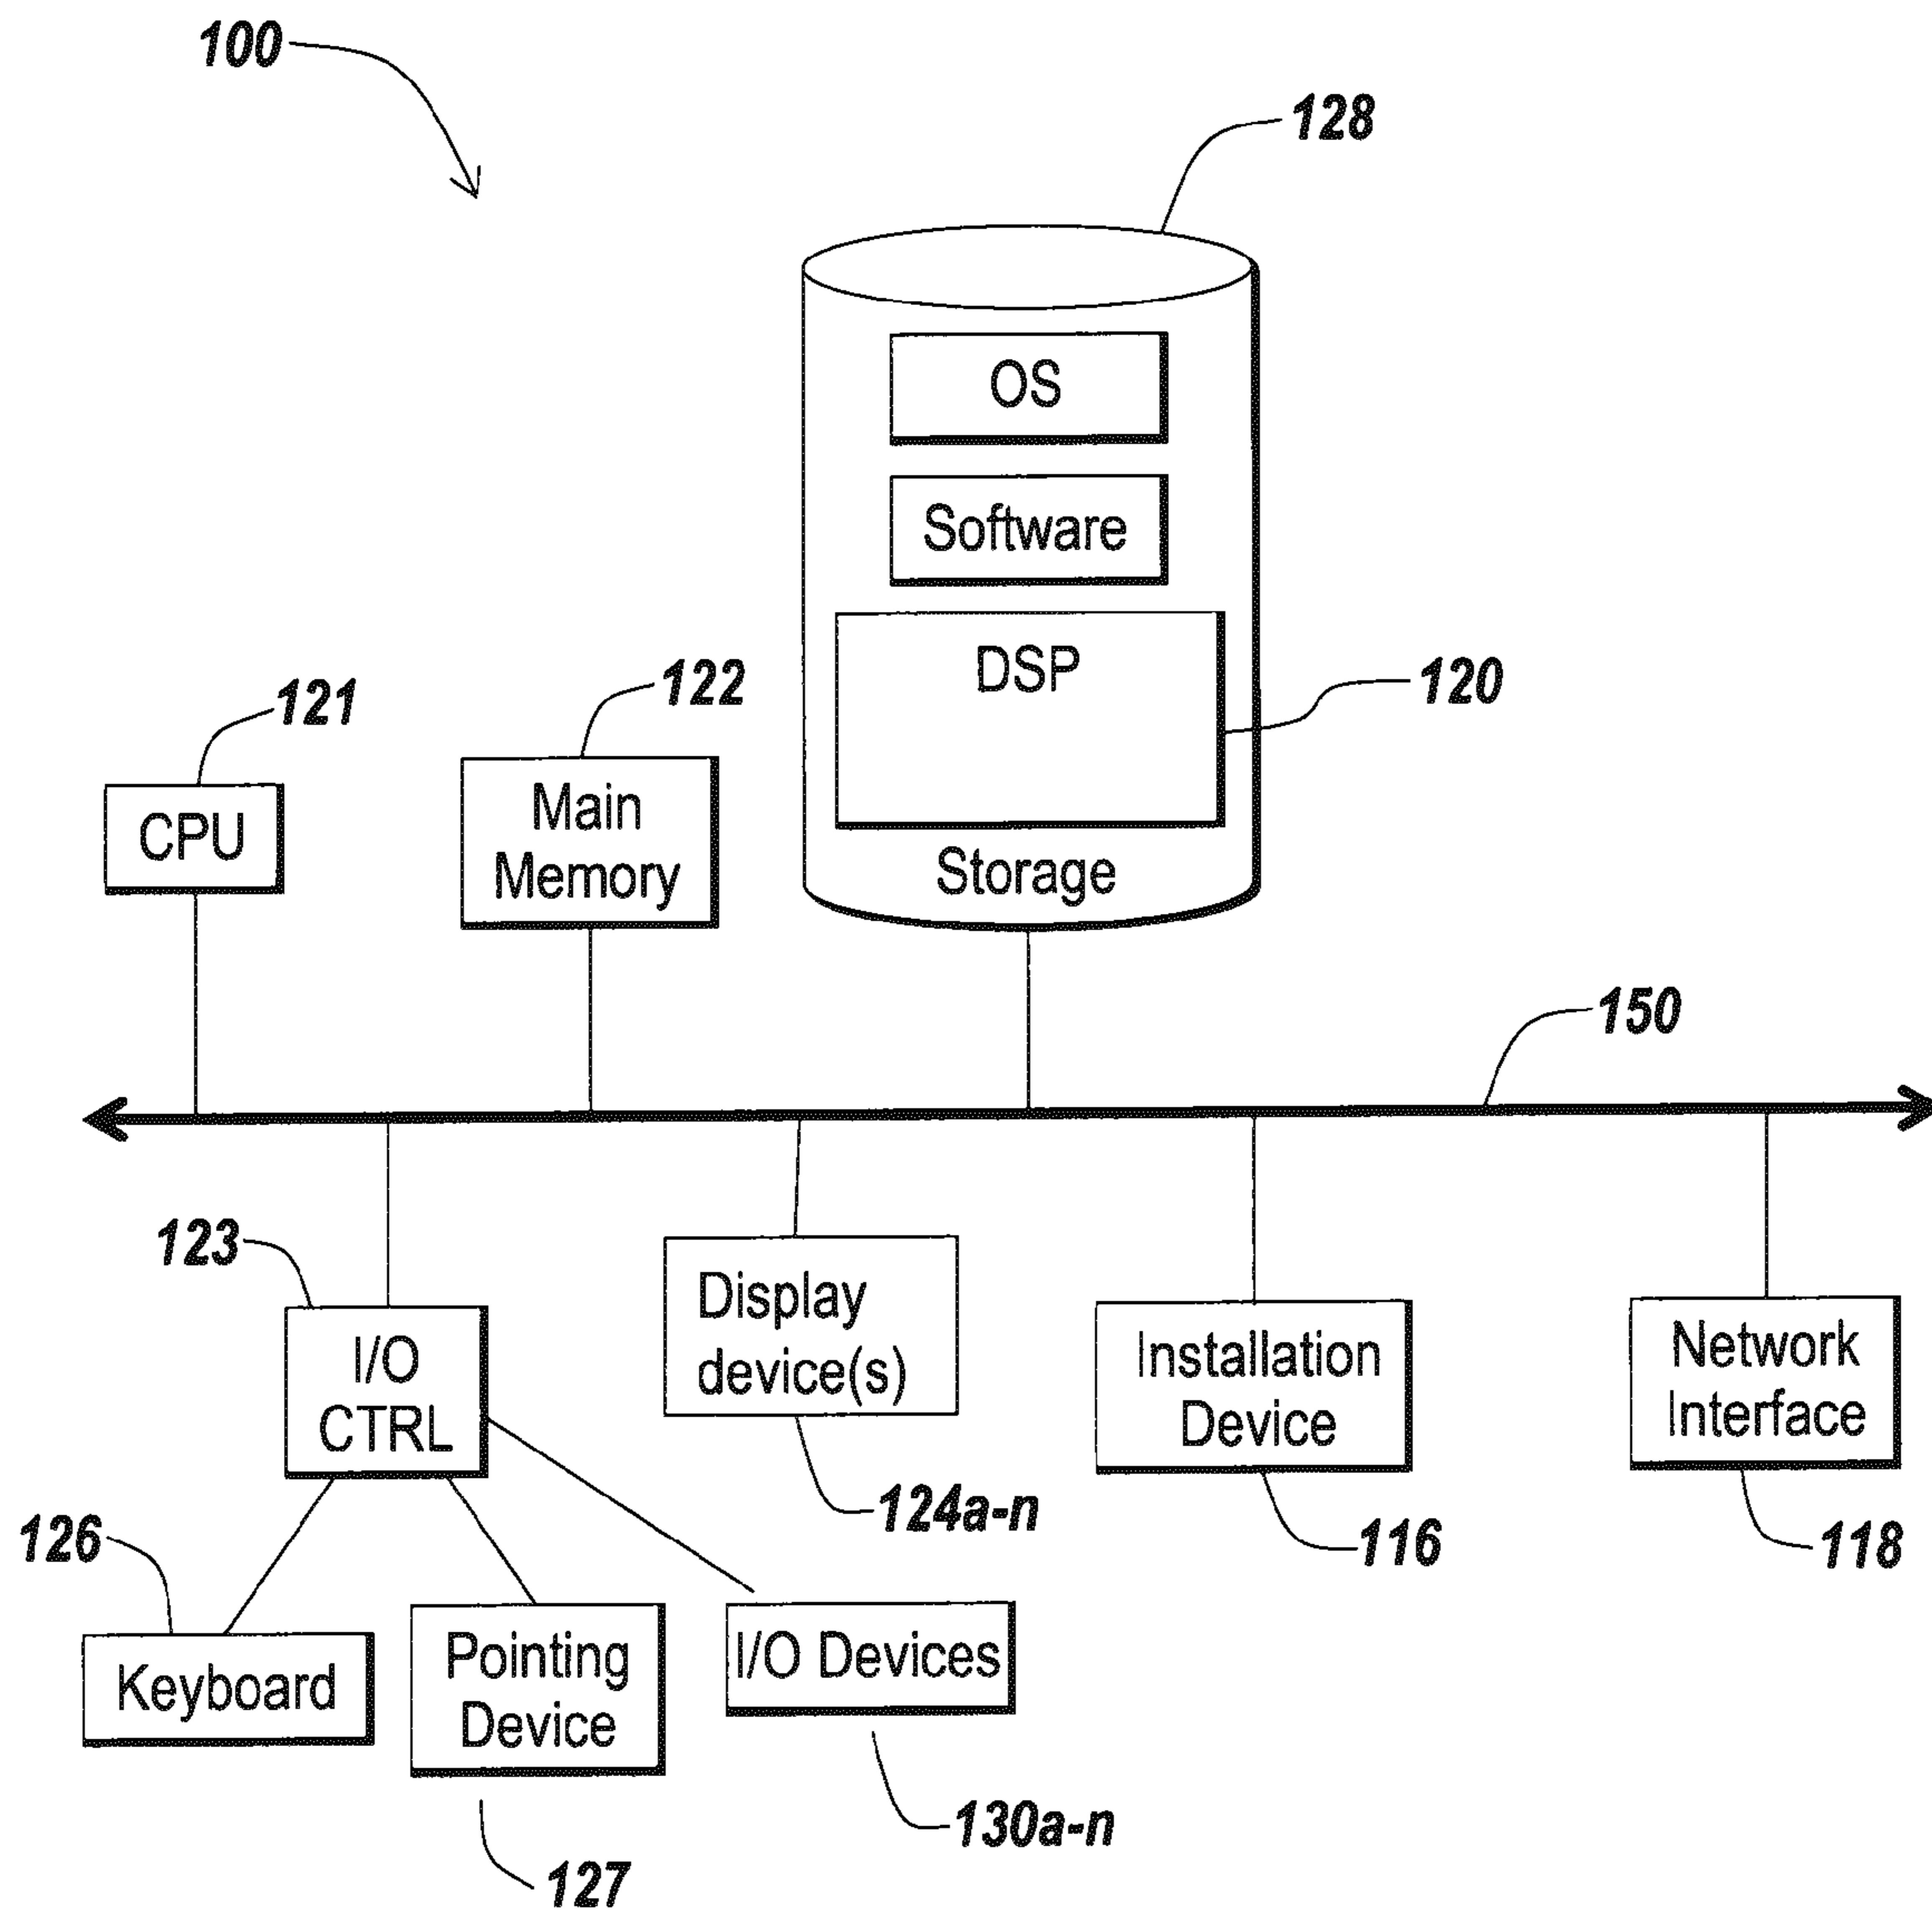 100
128
OS
Software
DSP
120
122
121
Main
Memory
CPU
Storage
150
123
I/O
CTRL
Display
device(s)
Installation
Device
Network
Interface
124a-n
116
118
126
Keyboard
Pointing
Device
I/O Devices
130a-n
127